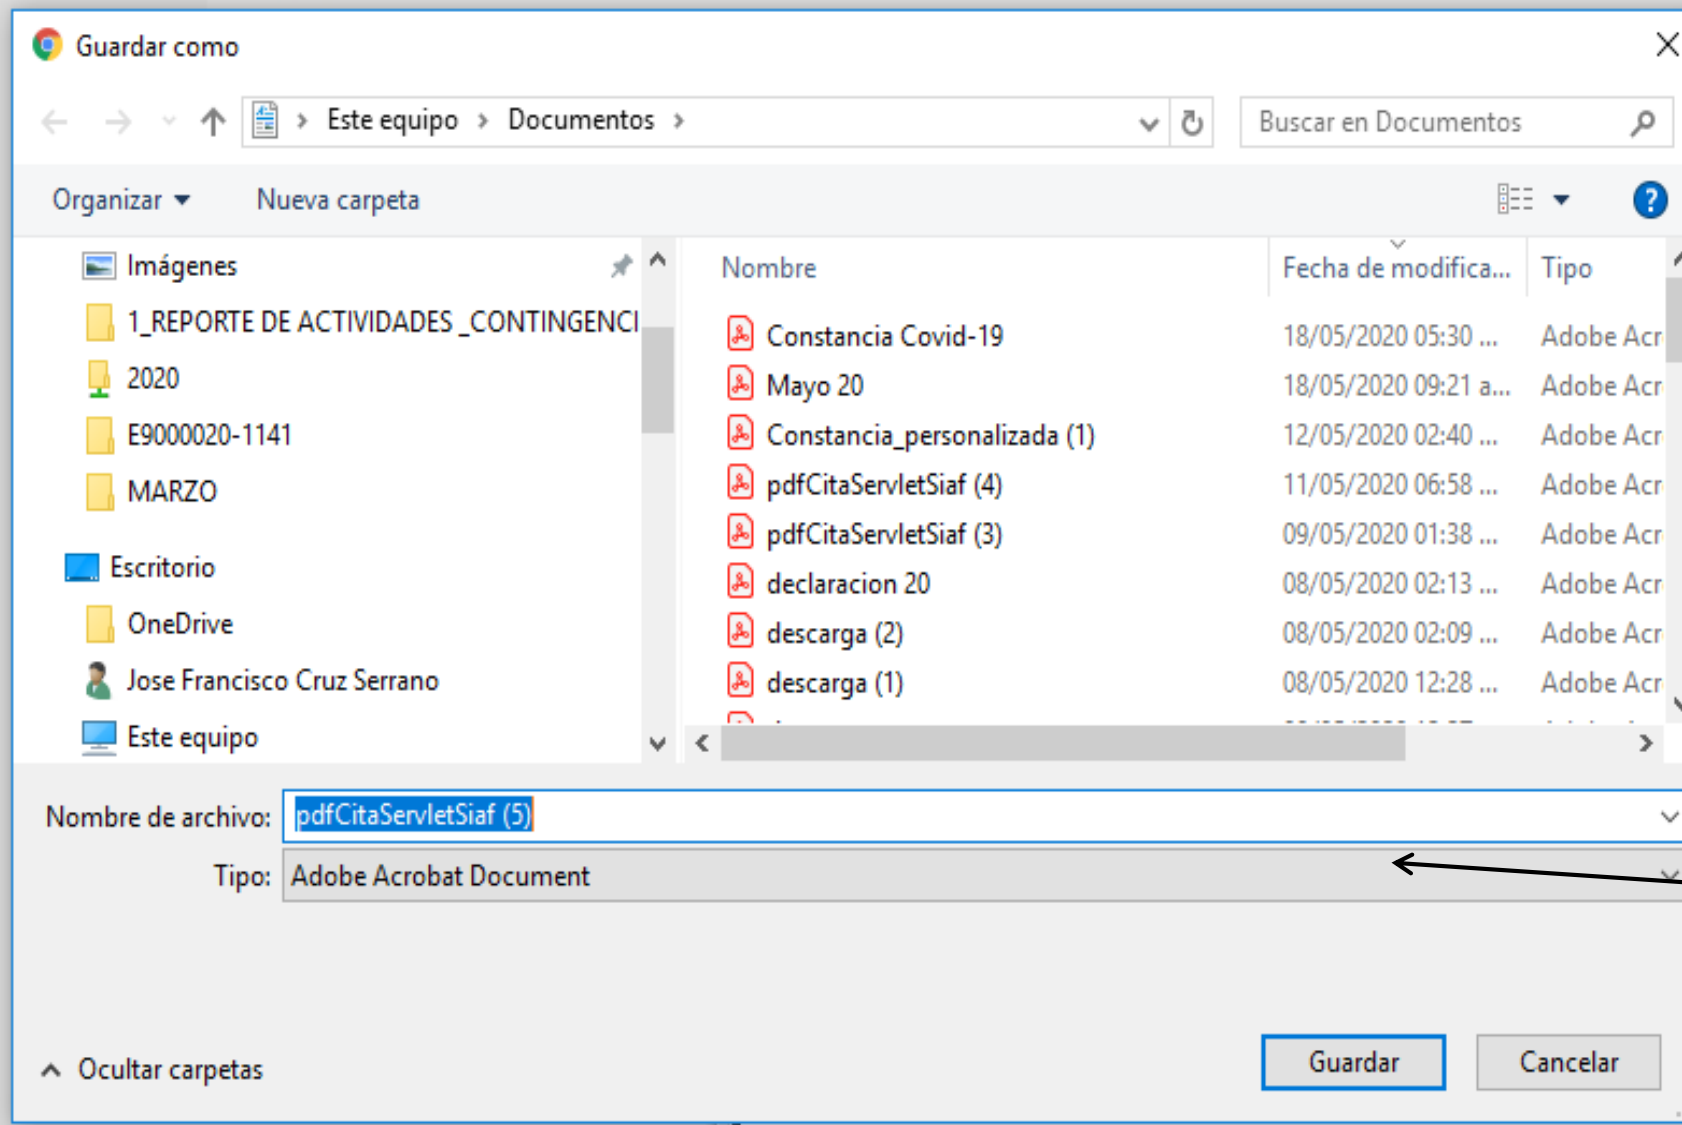 Guardar como
Este equipo > Documentos >
Buscar en Documentos
Organizar
Nueva carpeta
?
Imágenes
1_REPORTE DE ACTIVIDADES _CONTINGENCI
2020
E9000020-1141
MARZO
Escritorio
OneDrive
Jose Francisco Cruz Serrano
Este equipo
Nombre Fecha de modifica... Tipo
Constancia Covid-19 18/05/2020 05:30 ... Adobe Acr
Mayo 20 18/05/2020 09:21 a... Adobe Acr
Constancia_personalizada (1) 12/05/2020 02:40 ... Adobe Acr
pdfCitaServletSiaf (4) 11/05/2020 06:58 ... Adobe Acr
pdfCitaServletSiaf (3) 09/05/2020 01:38 ... Adobe Acr
declaracion 20 08/05/2020 02:13 ... Adobe Acr
descarga (2) 08/05/2020 02:09 ... Adobe Acr
descarga (1) 08/05/2020 12:28 ... Adobe Acr
Nombre de archivo: pdfCitaServletSiaf (5)
Tipo: Adobe Acrobat Document
Ocultar carpetas
Guardar
Cancelar